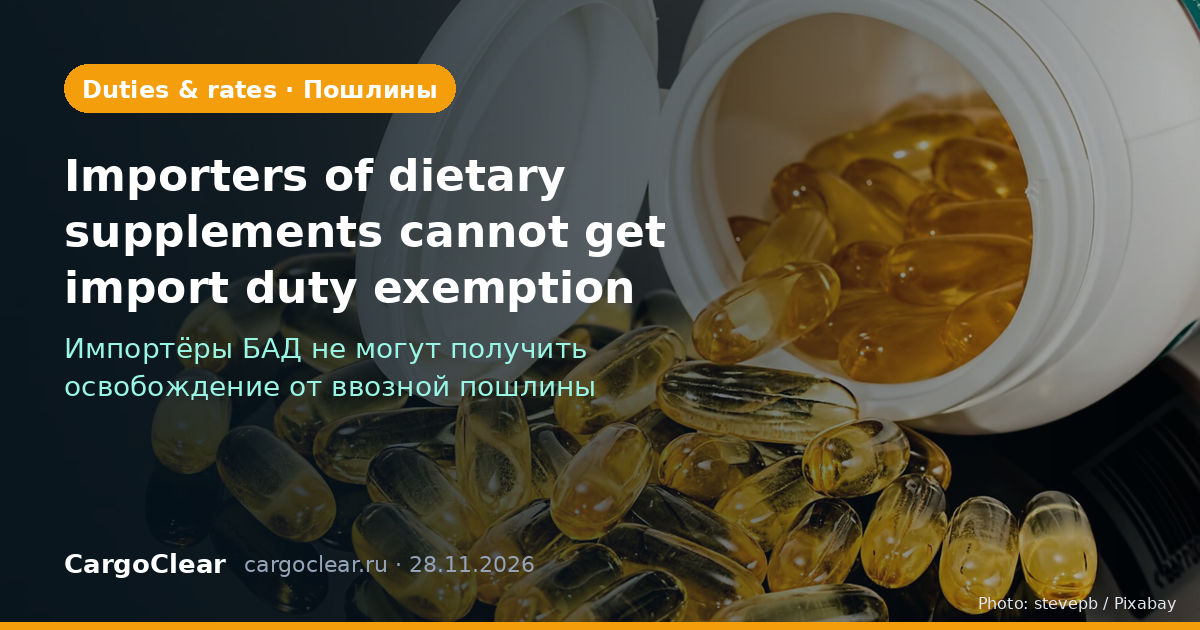 Duties & rates · Пошлины
Importers of dietary
supplements cannot get
import duty exemption
Импортёры БАД не могут получить
освобождение от ввозной пошлины
CargoClear cargoclear.ru · 28.11.2026
Photo: stevepb / Pixabay